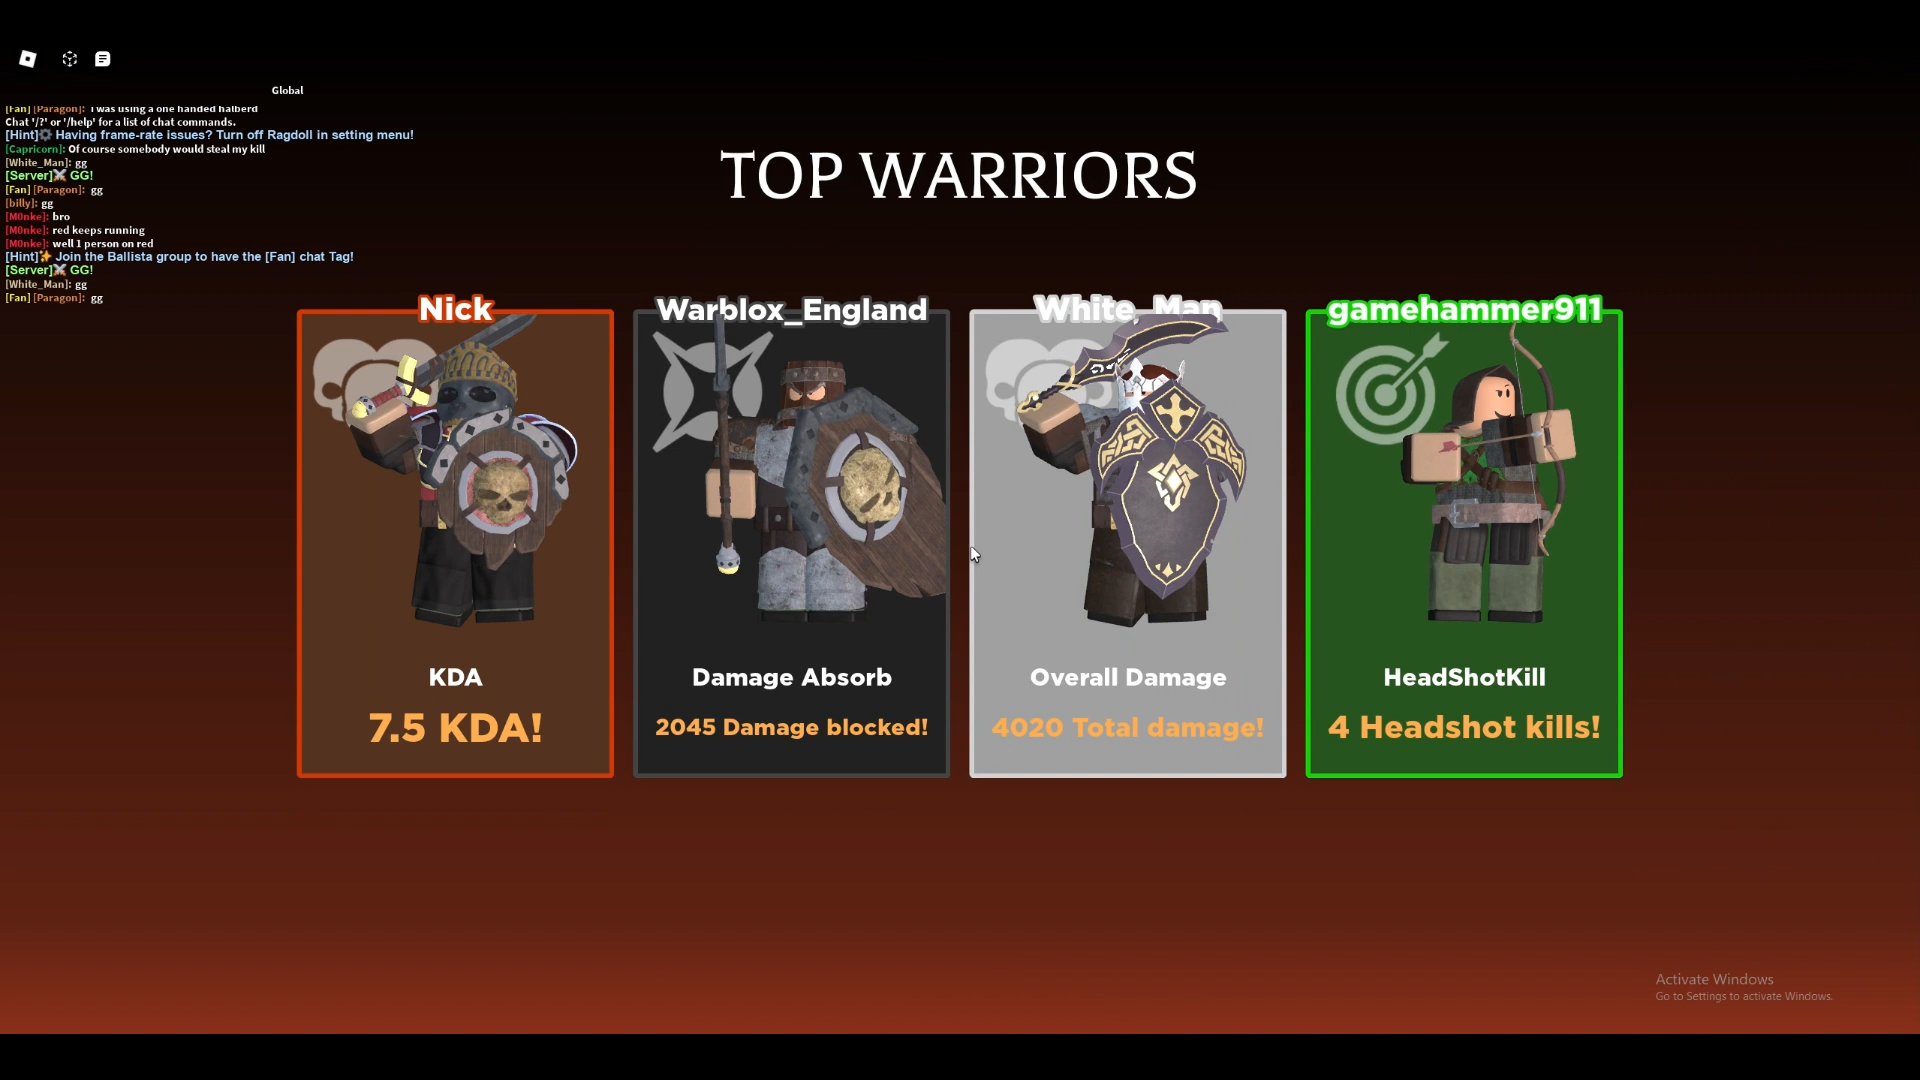 Global
[Fan] [Paragon]: I was using a one handed halberd
Chat '/?' or '/help' for a list of chat commands.
[Hint]⚙ Having frame-rate issues? Turn off Ragdoll in setting menu!
[Capricorn]: Of course somebody would steal my kill
[White_Man]: gg
[Server]⚔ GG!
[Fan] [Paragon]: gg
[billy]: gg
[M0nke]: bro
[M0nke]: red keeps running
[M0nke]: well 1 person on red
[Hint]✨ Join the Ballista group to have the [Fan] chat Tag!
[Server]⚔ GG!
[White_Man]: gg
[Fan] [Paragon]: gg
TOP WARRIORS
Nick
KDA
7.5 KDA!
Warblox_England
Damage Absorb
2045 Damage blocked!
White_Man
Overall Damage
4020 Total damage!
gamehammer911
HeadShotKill
4 Headshot kills!
Activate Windows
Go to Settings to activate Windows.